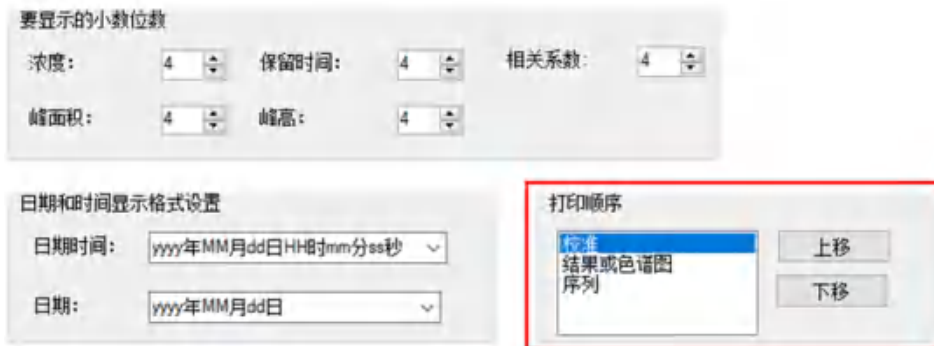 要显示的小数位数
浓度： 4 保留时间： 4 相关系数： 4
峰面积： 4 峰高： 4
日期和时间显示格式设置
日期时间： yyyy年MM月dd日HH时mm分ss秒
日期： yyyy年MM月dd日
打印顺序
校准
结果或色谱图
序列
上移
下移